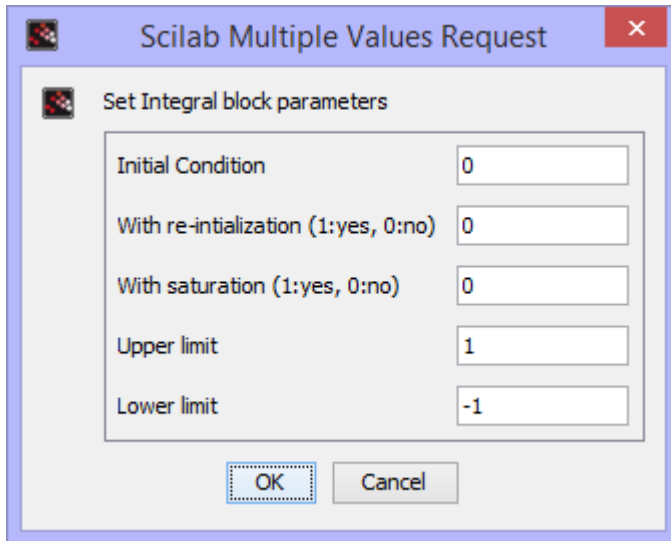 Scilab Multiple Values Request
Set Integral block parameters
Initial Condition 0
With re-intialization (1:yes, 0:no) 0
With saturation (1:yes, 0:no) 0
Upper limit 1
Lower limit -1
OK Cancel